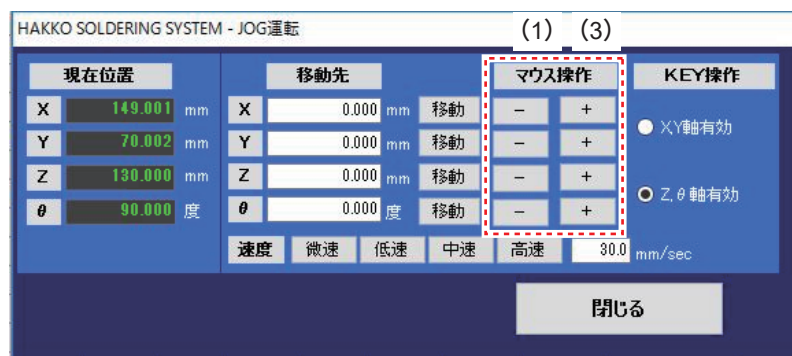 HAKKO SOLDERING SYSTEM - JOG運転
(1) (3)
現在位置 移動先 マウス操作 KEY操作
X 149.001 mm X 0.000 mm 移動 - +
Y 70.002 mm Y 0.000 mm 移動 - +
X,Y軸有効
Z 130.000 mm Z 0.000 mm 移動 - +
Z,θ軸有効
θ 90.000 度 θ 0.000 度 移動 - +
速度 微速 低速 中速 高速 30.0 mm/sec
閉じる